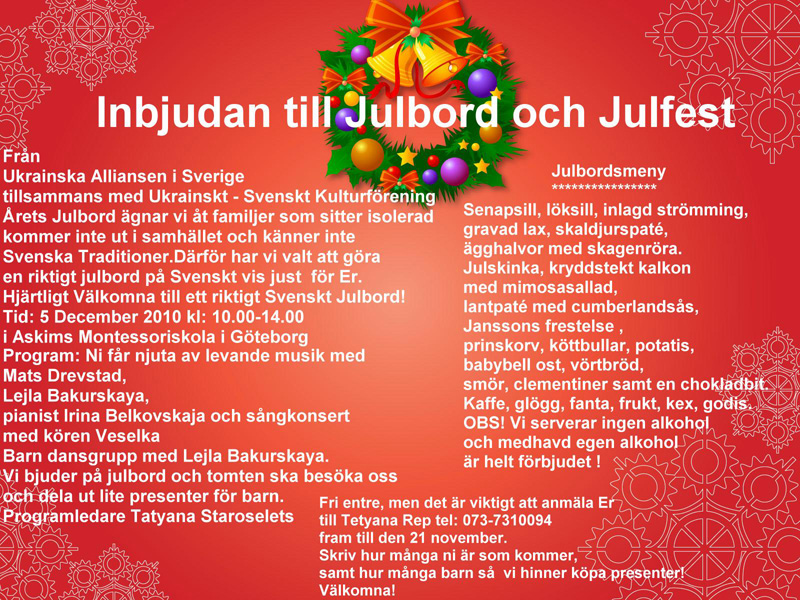 Inbjudan till Julbord och Julfest
Från
Ukrainska Alliansen i Sverige
tillsammans med Ukrainskt - Svenskt Kulturförening
Årets Julbord ägnar vi åt familjer som sitter isolerad
kommer inte ut i samhället och känner inte
Svenska Traditioner.Därför har vi valt att göra
en riktigt julbord på Svenskt vis just för Er.
Hjärtligt Välkomna till ett riktigt Svenskt Julbord!
Tid: 5 December 2010 kl: 10.00-14.00
i Askims Montessoriskola i Göteborg
Program: Ni får njuta av levande musik med
Mats Drevstad,
Lejla Bakurskaya,
pianist Irina Belkovskaja och sångkonsert
med kören Veselka
Barn dansgrupp med Lejla Bakurskaya.
Vi bjuder på julbord och tomten ska besöka oss
och dela ut lite presenter för barn.
Programledare Tatyana Staroselets
Julbordsmeny
****************
Senapsill, löksill, inlagd strömming,
gravad lax, skaldjurspaté,
ägghalvor med skagenröra.
Julskinka, kryddstekt kalkon
med mimosasallad,
lantpaté med cumberlandsås,
Janssons frestelse ,
prinskorv, köttbullar, potatis,
babybell ost, vörtbröd,
smör, clementiner samt en chokladbit.
Kaffe, glögg, fanta, frukt, kex, godis.
OBS! Vi serverar ingen alkohol
och medhavd egen alkohol
är helt förbjudet !
Fri entre, men det är viktigt att anmäla Er
till Tetyana Rep tel: 073-7310094
fram till den 21 november.
Skriv hur många ni är som kommer,
samt hur många barn så vi hinner köpa presenter!
Välkomna!